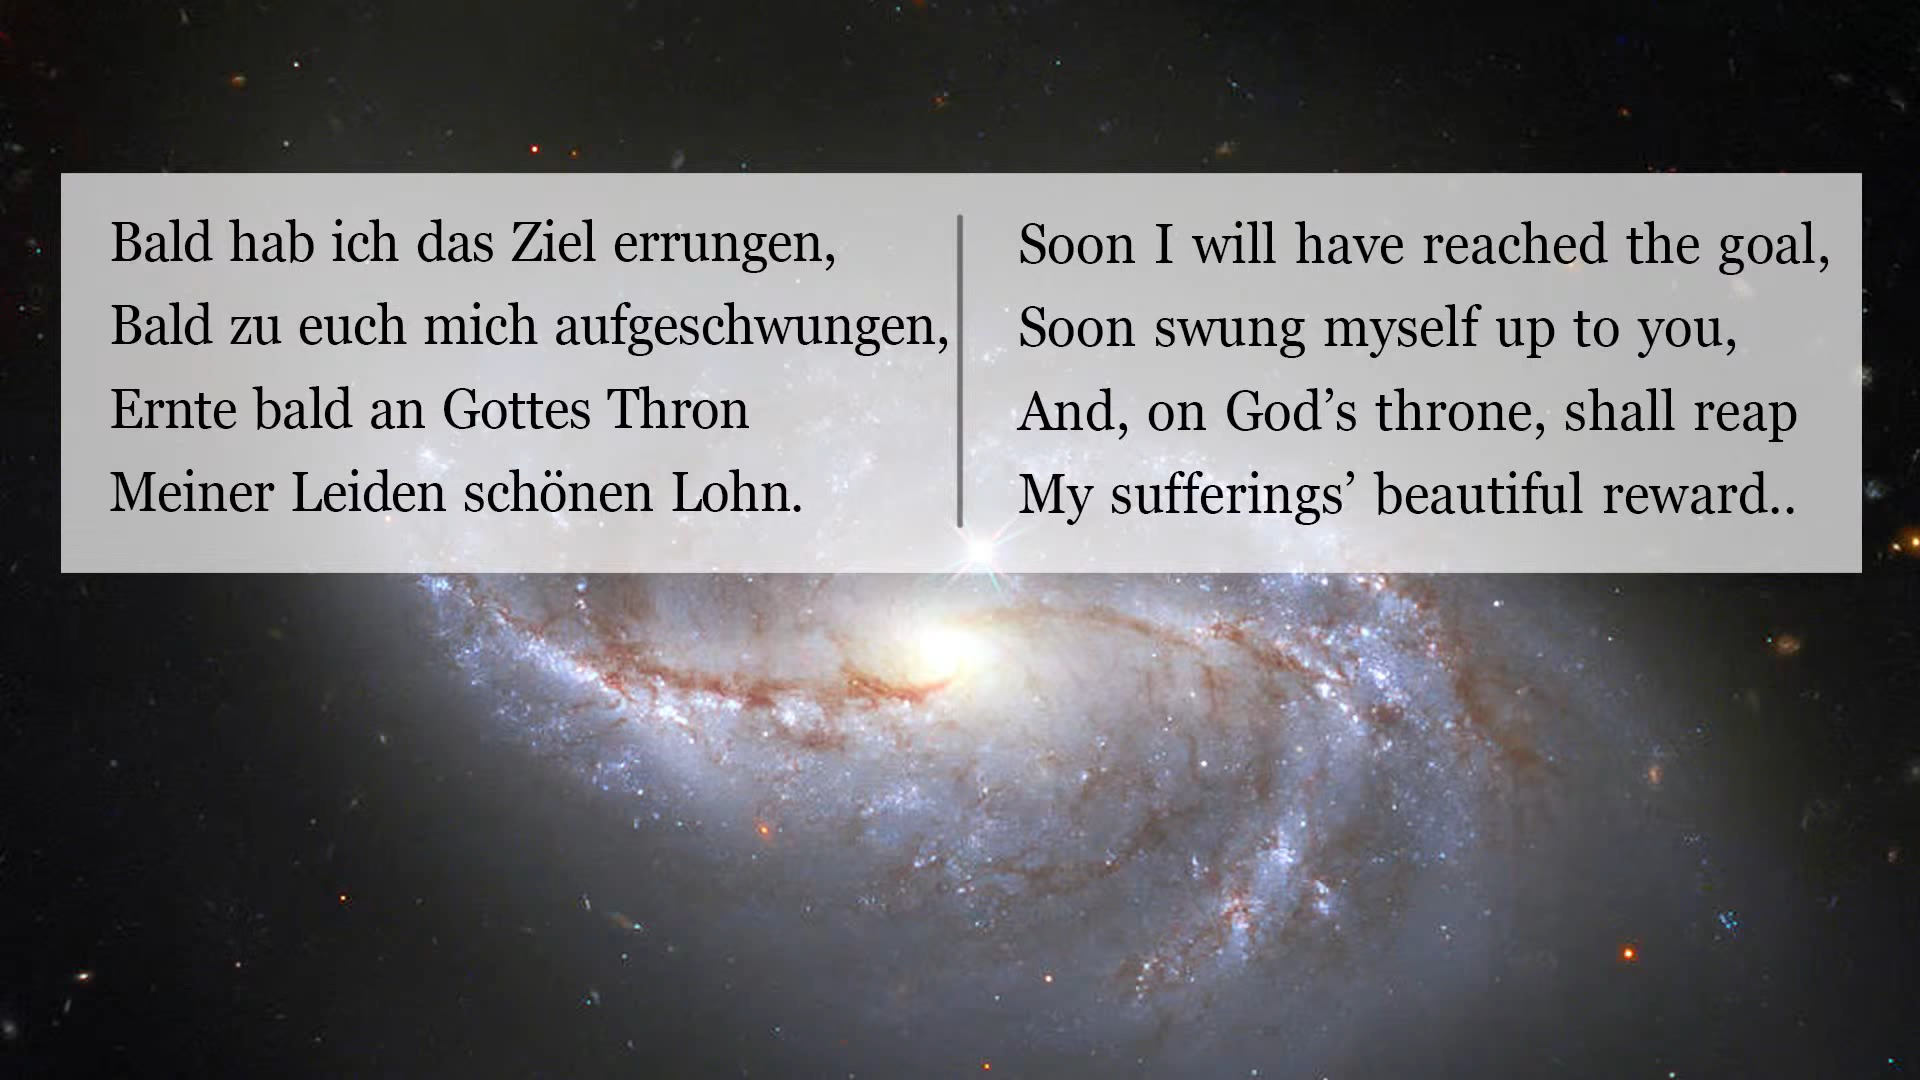 Bald hab ich das Ziel errungen,
Bald zu euch mich aufgeschwungen,
Ernte bald an Gottes Thron
Meiner Leiden schönen Lohn.
Soon I will have reached the goal,
Soon swung myself up to you,
And, on God’s throne, shall reap
My sufferings’ beautiful reward..